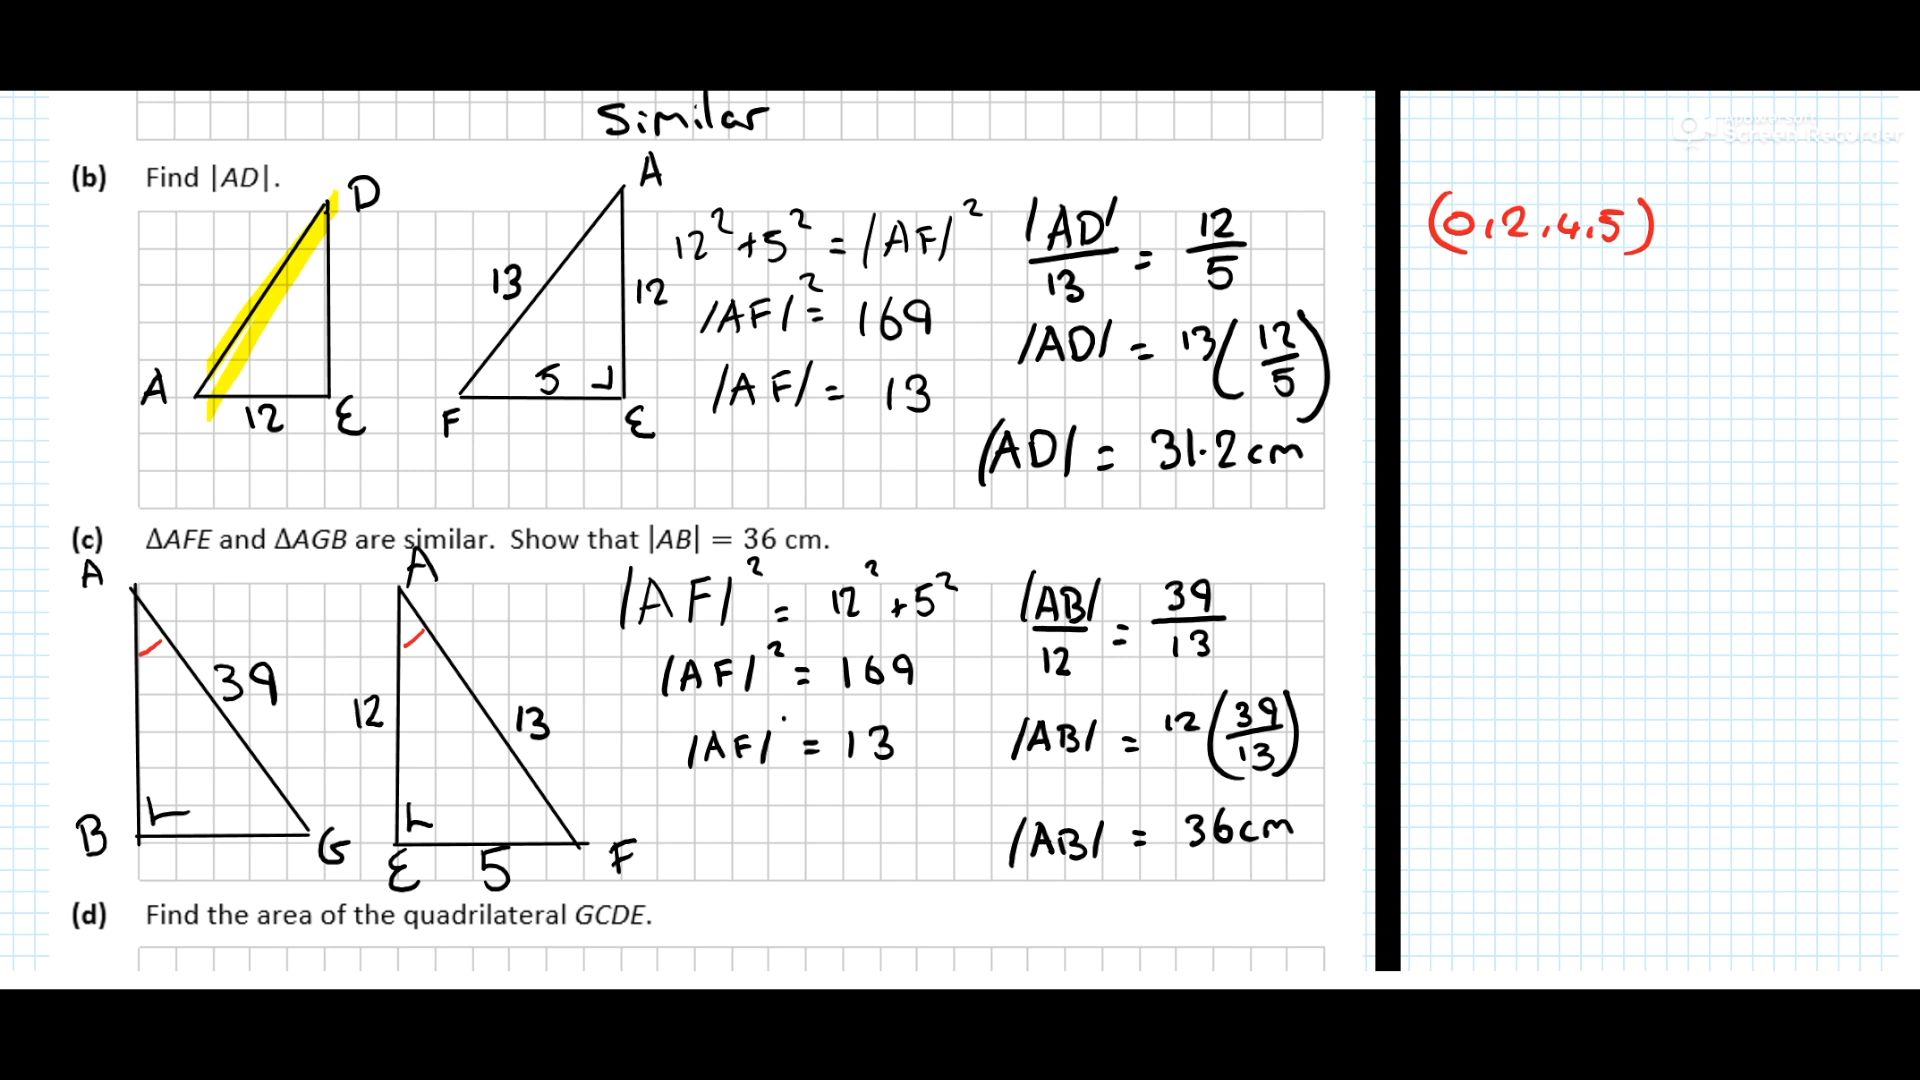 Similar
Apowersoft
Screen Recorder
(b) Find |AD|.
D
A
12
E
A
13
12
5
F
E
12² + 5² = |AF|²
|AF|² = 169
|AF| = 13
|AD|/13 = 12/5
|AD| = 13(12/5)
|AD| = 31.2cm
(0,2,4,5)
(c) ΔAFE and ΔAGB are similar. Show that |AB| = 36 cm.
A
39
B
G
A
12
13
E
5
F
|AF|² = 12² + 5²
|AF|² = 169
|AF| = 13
|AB|/12 = 39/13
|AB| = 12(39/13)
|AB| = 36cm
(d) Find the area of the quadrilateral GCDE.